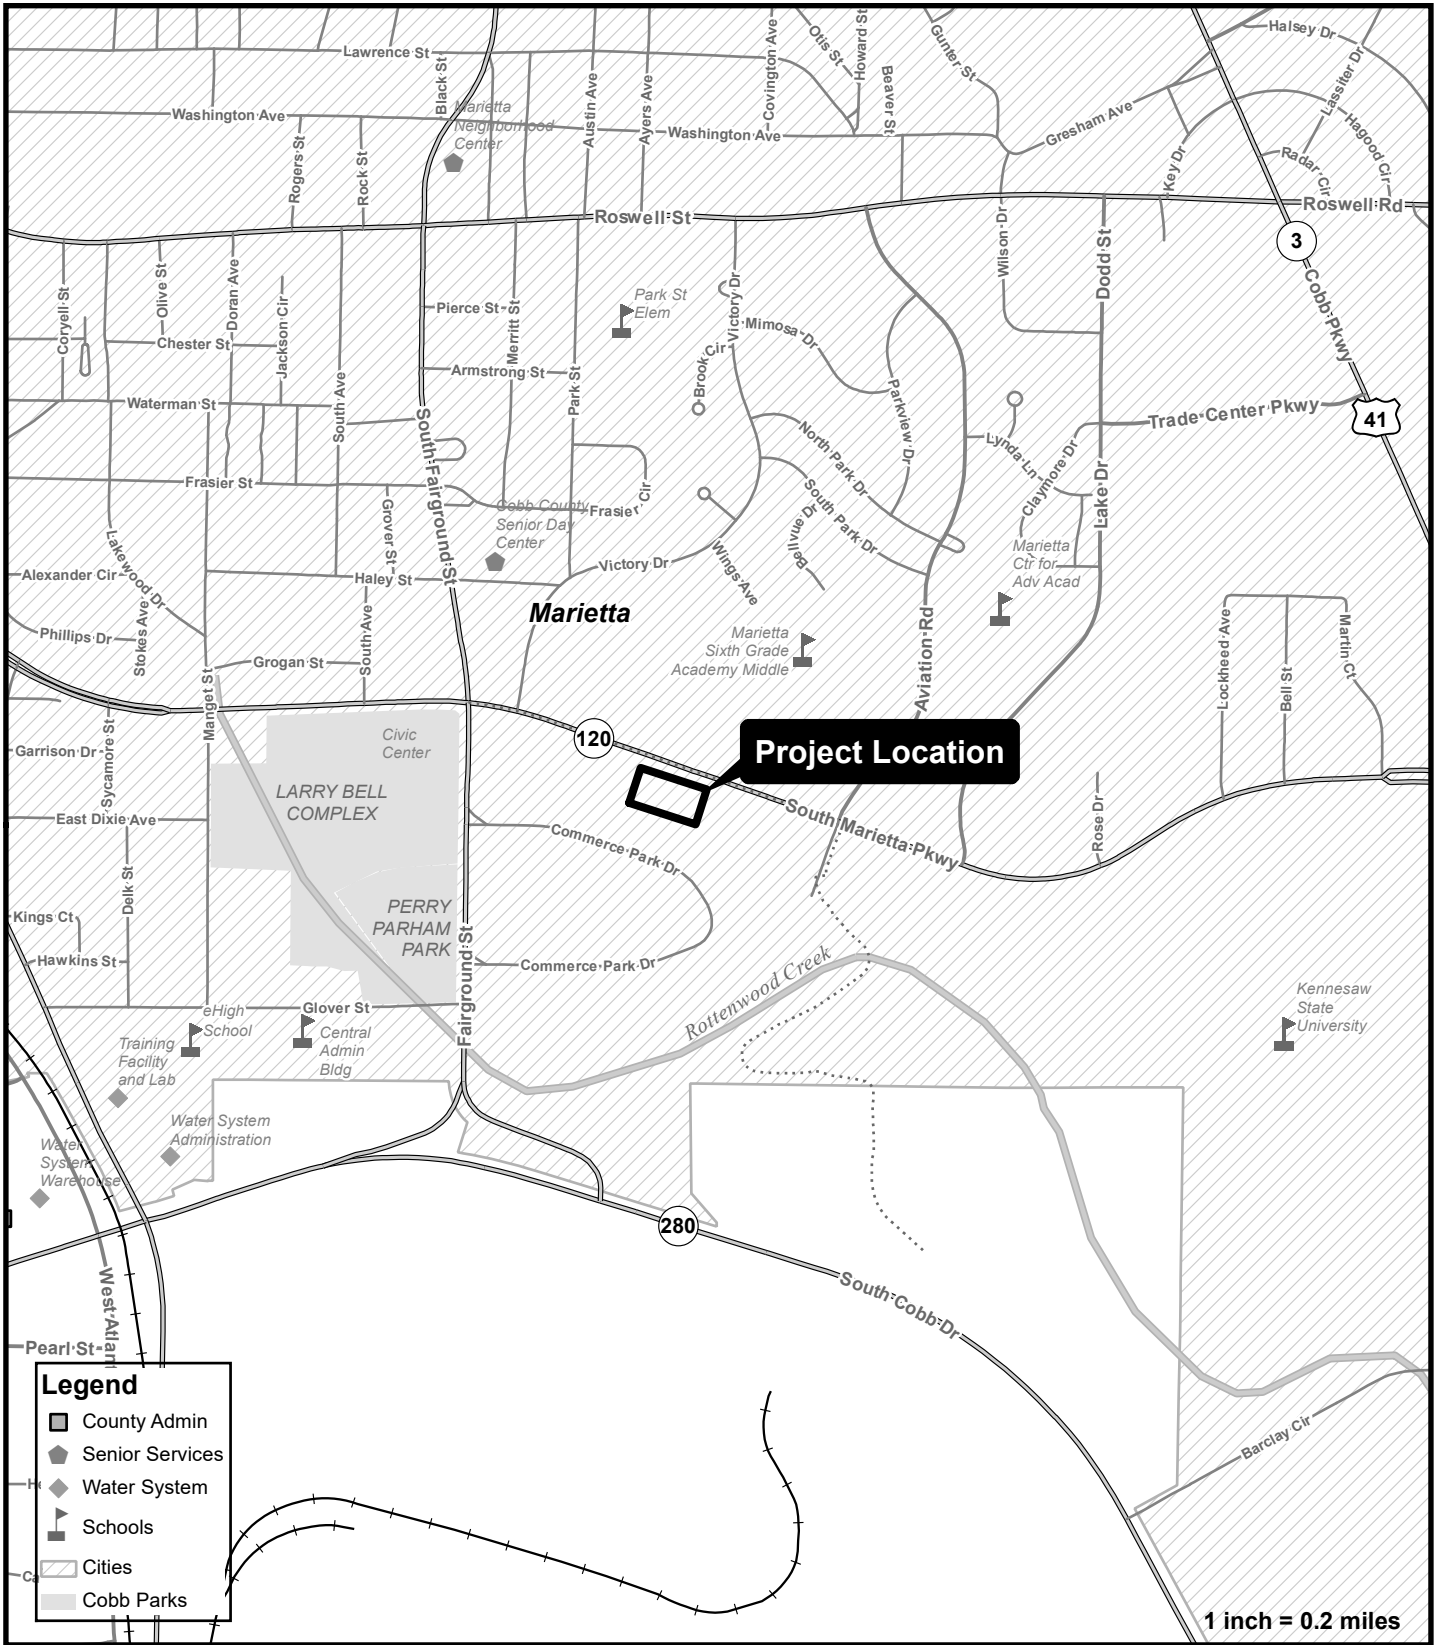 Lawrence St
Black St
Austin Ave
Ayers Ave
Covington Ave
Otis St
Howard St
Beaver St
Gunter St
Halsey Dr
Lassiter Dr
Hagood Cir
Radar Cir
Key Dr
Gresham Ave
Washington Ave
Washington Ave
Marietta
Neighborhood
Center
Rogers St
Rock St
Roswell St
Roswell Rd
3
Cobb Pkwy
41
Wilson Dr
Dodd St
Coryell St
Olive St
Doran Ave
Jackson Cir
Chester St
Waterman St
South Ave
Pierce St
Merritt St
Armstrong St
Park St
Park St
Elem
Victory Dr
Brook Cir
Mimosa Dr
Parkview Dr
North Park Dr
South Park Dr
Bellvue Dr
Lynda Ln
Claymore Dr
Trade Center Pkwy
Lake Dr
South Fairground St
Frasier St
Grover St
Cobb County
Senior Day
Center
Frasier Cir
Lakewood Dr
Alexander Cir
Haley St
Victory Dr
Wings Ave
Marietta
Ctr for
Adv Acad
Phillips Dr
Stokes Ave
South Ave
Grogan St
Marietta
Marietta
Sixth Grade
Academy Middle
Aviation Rd
Lockheed Ave
Bell St
Martin Ct
Manget St
Garrison Dr
Sycamore St
Civic
Center
120
Project Location
LARRY BELL
COMPLEX
East Dixie Ave
Commerce Park Dr
South Marietta Pkwy
Rose Dr
Delk St
Kings Ct
Hawkins St
PERRY
PARHAM
PARK
Fairground St
Commerce Park Dr
Rottenwood Creek
Kennesaw
State
University
Glover St
eHigh
School
Central
Admin
Bldg
Training
Facility
and Lab
Water System
Administration
Water
System
Warehouse
280
South Cobb Dr
West Atlan
Pearl St
Barclay Cir
Legend
County Admin
Senior Services
Water System
Schools
Cities
Cobb Parks
1 inch = 0.2 miles